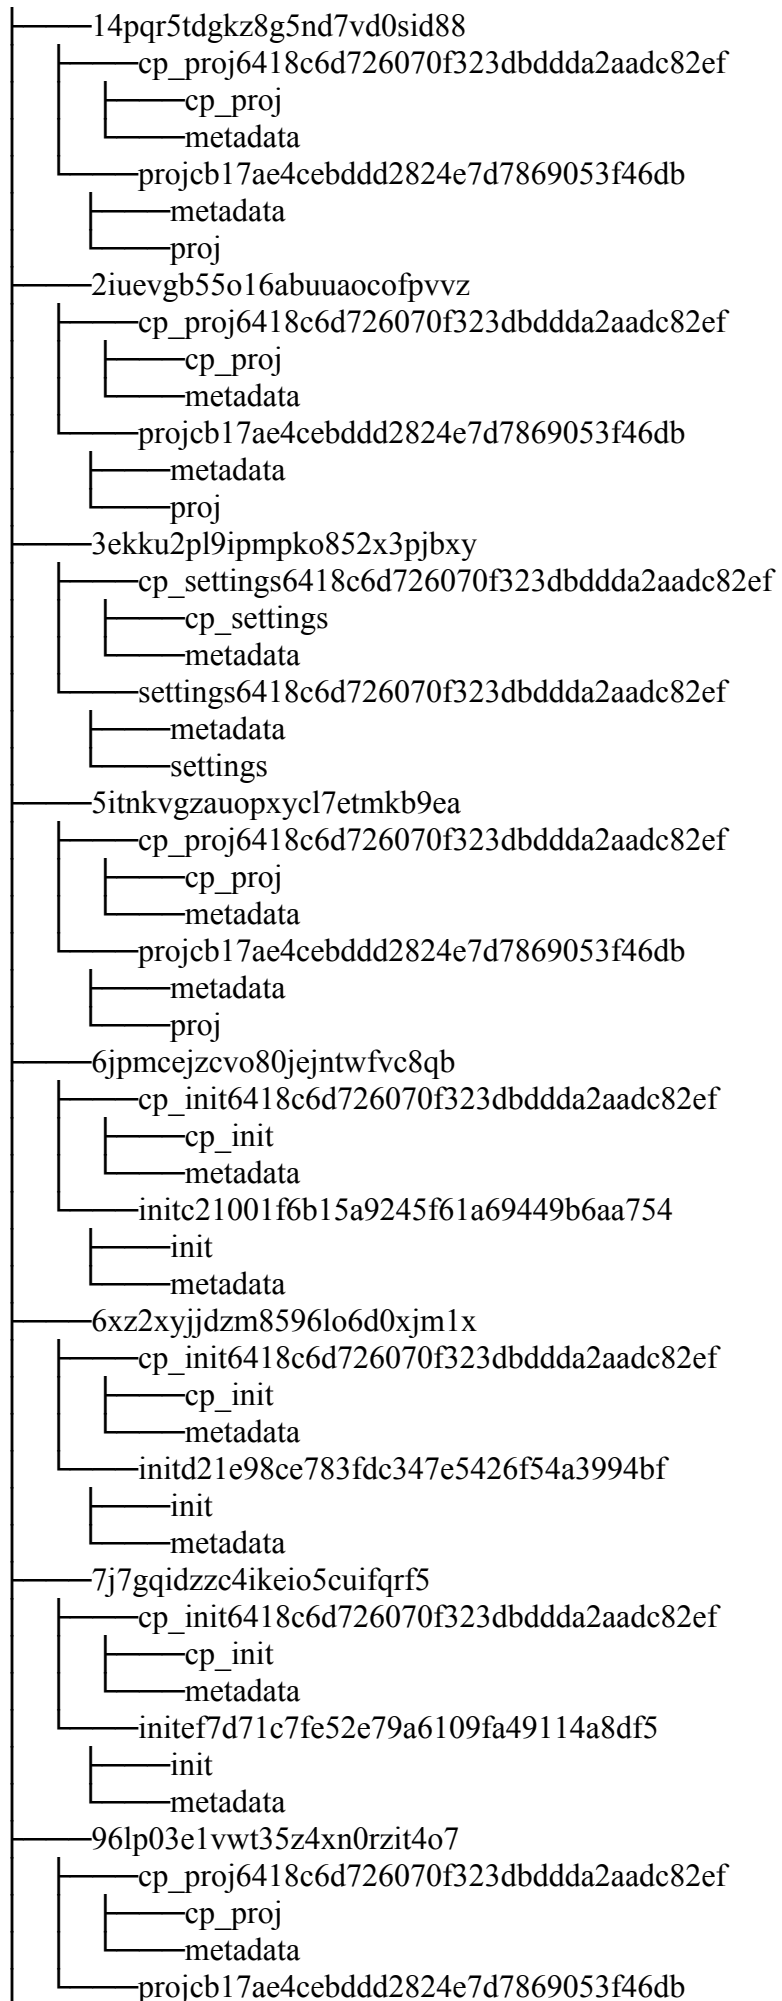 14pqr5tdgkz8g5nd7vd0sid88
cp_proj6418c6d726070f323dbddda2aadc82ef
cp_proj
metadata
projcb17ae4cebddd2824e7d7869053f46db
metadata
proj
2iuevgb55o16abuuaocofpvvz
cp_proj6418c6d726070f323dbddda2aadc82ef
cp_proj
metadata
projcb17ae4cebddd2824e7d7869053f46db
metadata
proj
3ekku2pl9ipmpko852x3pjbxy
cp_settings6418c6d726070f323dbddda2aadc82ef
cp_settings
metadata
settings6418c6d726070f323dbddda2aadc82ef
metadata
settings
5itnkvgzauopxycl7etmkb9ea
cp_proj6418c6d726070f323dbddda2aadc82ef
cp_proj
metadata
projcb17ae4cebddd2824e7d7869053f46db
metadata
proj
6jpmcejzcvo80jejntwfvc8qb
cp_init6418c6d726070f323dbddda2aadc82ef
cp_init
metadata
initc21001f6b15a9245f61a69449b6aa754
init
metadata
6xz2xyjjdzm8596lo6d0xjm1x
cp_init6418c6d726070f323dbddda2aadc82ef
cp_init
metadata
initd21e98ce783fdc347e5426f54a3994bf
init
metadata
7j7gqidzzc4ikeio5cuifqrf5
cp_init6418c6d726070f323dbddda2aadc82ef
cp_init
metadata
initef7d71c7fe52e79a6109fa49114a8df5
init
metadata
96lp03e1vwt35z4xn0rzit4o7
cp_proj6418c6d726070f323dbddda2aadc82ef
cp_proj
metadata
projcb17ae4cebddd2824e7d7869053f46db